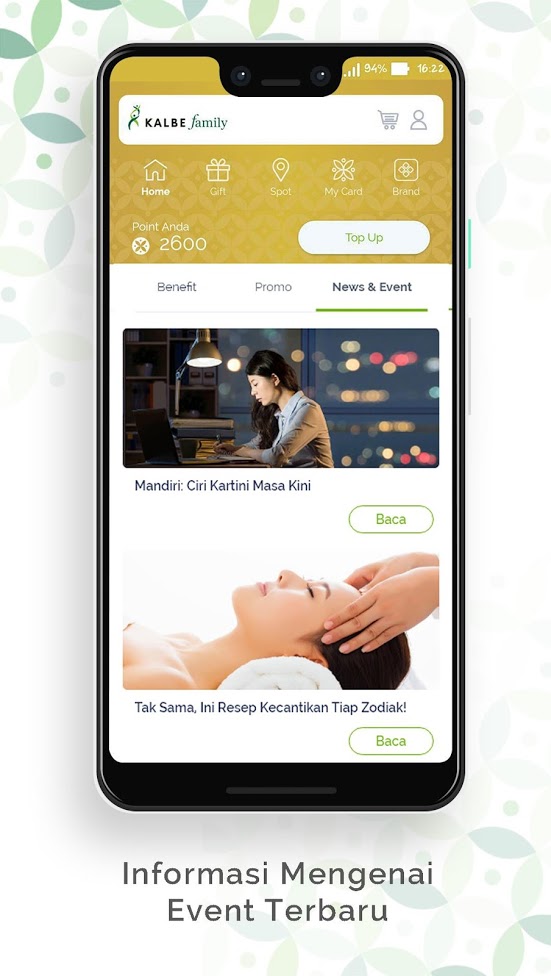 94% 16:22
KALBE family
Home Gift Spot My Card Brand
Point Anda
2600
Top Up
Benefit Promo News & Event
Mandiri: Ciri Kartini Masa Kini
Baca
Tak Sama, Ini Resep Kecantikan Tiap Zodiak!
Baca
Informasi Mengenai
Event Terbaru